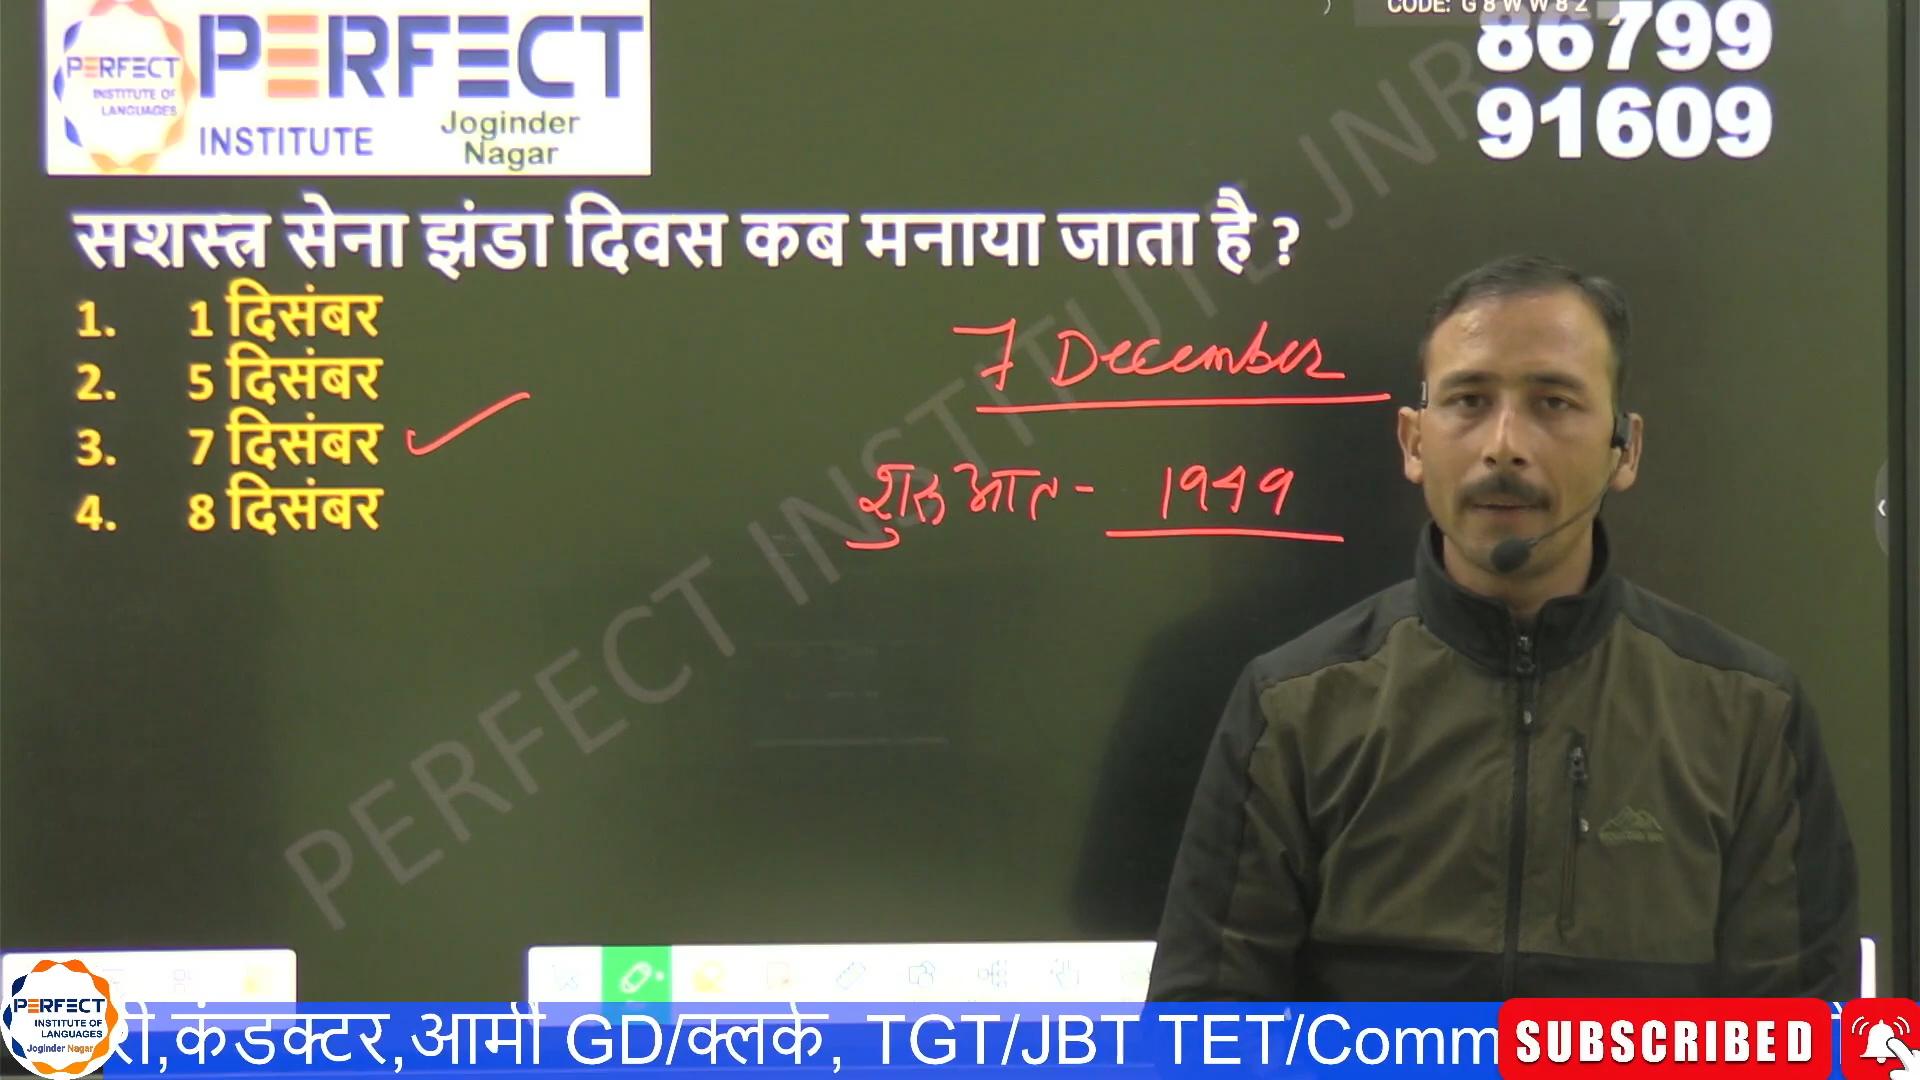 CODE: G8WW8Z
86799
91609
PERFECT
INSTITUTE OF
LANGUAGES
PERFECT
INSTITUTE
Joginder
Nagar
सशस्त्र सेना झंडा दिवस कब मनाया जाता है ?
1. 1 दिसंबर
2. 5 दिसंबर
3. 7 दिसंबर
4. 8 दिसंबर
7 December
शुरुआत - 1949
PERFECT INSTITUTE JNR
PERFECT
INSTITUTE OF
LANGUAGES
Joginder Nagar
री,कंडक्टर,आर्मी GD/क्लर्क, TGT/JBT TET/Comm
SUBSCRIBED